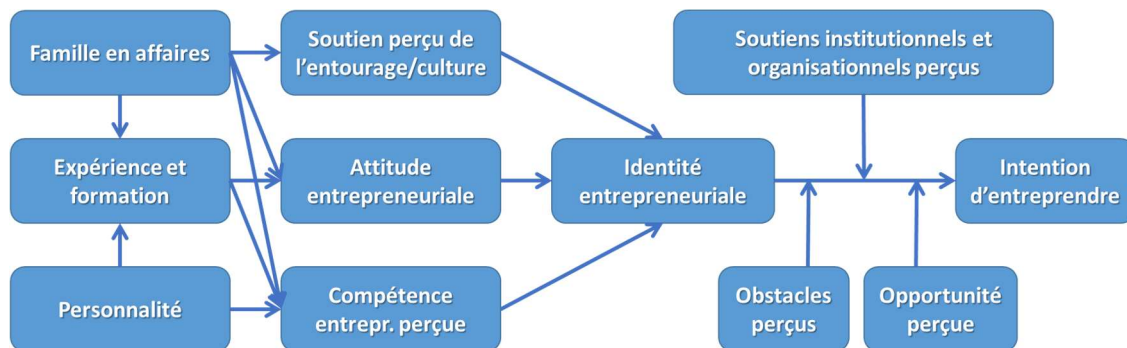 Famille en affaires
Soutien perçu de
l’entourage/culture
Soutiens institutionnels et
organisationnels perçus
Expérience et
formation
Attitude
entrepreneuriale
Identité
entrepreneuriale
Intention
d’entreprendre
Personnalité
Compétence
entrepr. perçue
Obstacles
perçus
Opportunité
perçue